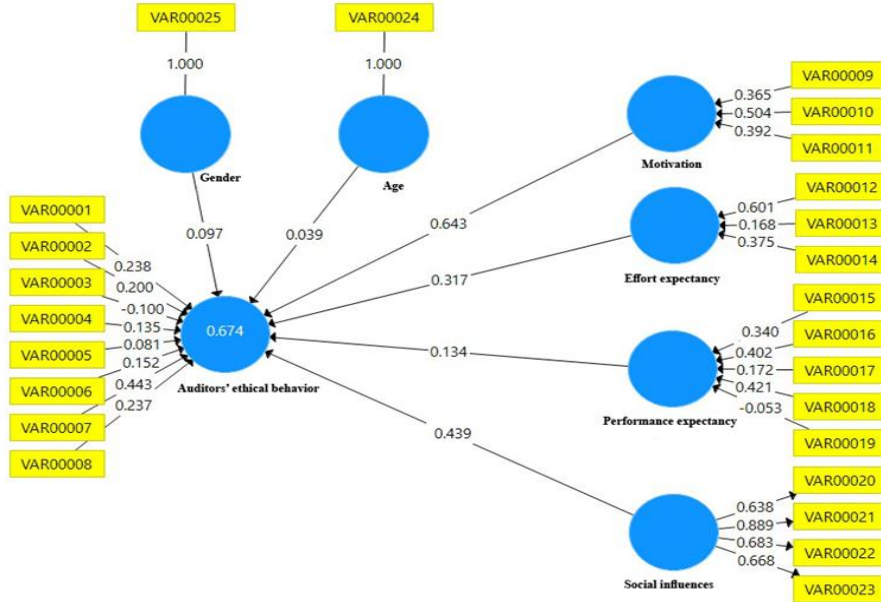 VAR00025
VAR00024
1.000
1.000
Gender
Age
0.097
0.039
VAR00001
VAR00002
VAR00003
VAR00004
VAR00005
VAR00006
VAR00007
VAR00008
0.238
0.200
-0.100
0.135
0.081
0.152
0.443
0.237
0.674
Auditors' ethical behavior
0.643
0.317
0.134
0.439
Motivation
0.365
0.504
0.392
VAR00009
VAR00010
VAR00011
Effort expectancy
0.601
0.168
0.375
VAR00012
VAR00013
VAR00014
Performance expectancy
0.340
0.402
0.172
0.421
-0.053
VAR00015
VAR00016
VAR00017
VAR00018
VAR00019
Social influences
0.638
0.889
0.683
0.668
VAR00020
VAR00021
VAR00022
VAR00023